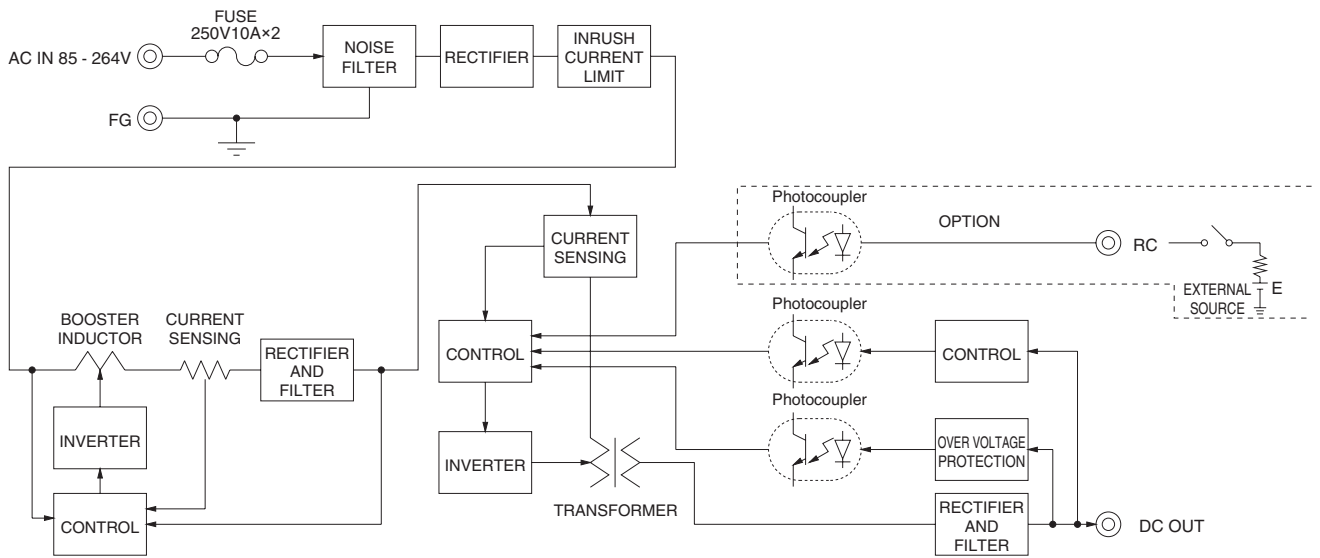 FUSE
250V10A×2
AC IN 85 - 264V
NOISE
FILTER
RECTIFIER
INRUSH
CURRENT
LIMIT
FG
Photocoupler
OPTION
RC
EXTERNAL
SOURCE
E
CURRENT
SENSING
BOOSTER
INDUCTOR
CURRENT
SENSING
RECTIFIER
AND
FILTER
CONTROL
Photocoupler
CONTROL
INVERTER
Photocoupler
OVER VOLTAGE
PROTECTION
INVERTER
TRANSFORMER
CONTROL
RECTIFIER
AND
FILTER
DC OUT